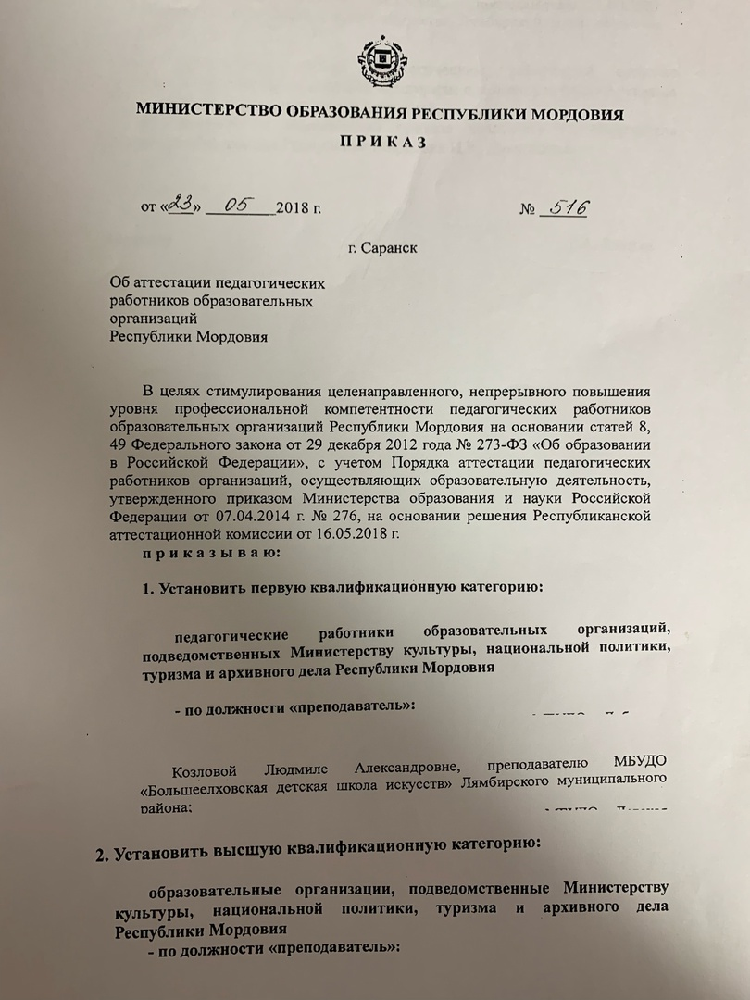 МИНИСТЕРСТВО ОБРАЗОВАНИЯ РЕСПУБЛИКИ МОРДОВИЯ
П Р И К А З
от «23» 05 2018 г. № 516
г. Саранск
Об аттестации педагогических
работников образовательных
организаций
Республики Мордовия
В целях стимулирования целенаправленного, непрерывного повышения
уровня профессиональной компетентности педагогических работников
образовательных организаций Республики Мордовия на основании статей 8,
49 Федерального закона от 29 декабря 2012 года № 273-ФЗ «Об образовании
в Российской Федерации», с учетом Порядка аттестации педагогических
работников организаций, осуществляющих образовательную деятельность,
утвержденного приказом Министерства образования и науки Российской
Федерации от 07.04.2014 г. № 276, на основании решения Республиканской
аттестационной комиссии от 16.05.2018 г.
п р и к а з ы в а ю:
1. Установить первую квалификационную категорию:
педагогические работники образовательных организаций,
подведомственных Министерству культуры, национальной политики,
туризма и архивного дела Республики Мордовия
- по должности «преподаватель»:
Козловой Людмиле Александровне, преподавателю МБУДО
«Большеелховская детская школа искусств» Лямбирского муниципального
района;
2. Установить высшую квалификационную категорию:
образовательные организации, подведомственные Министерству
культуры, национальной политики, туризма и архивного дела
Республики Мордовия
- по должности «преподаватель»: